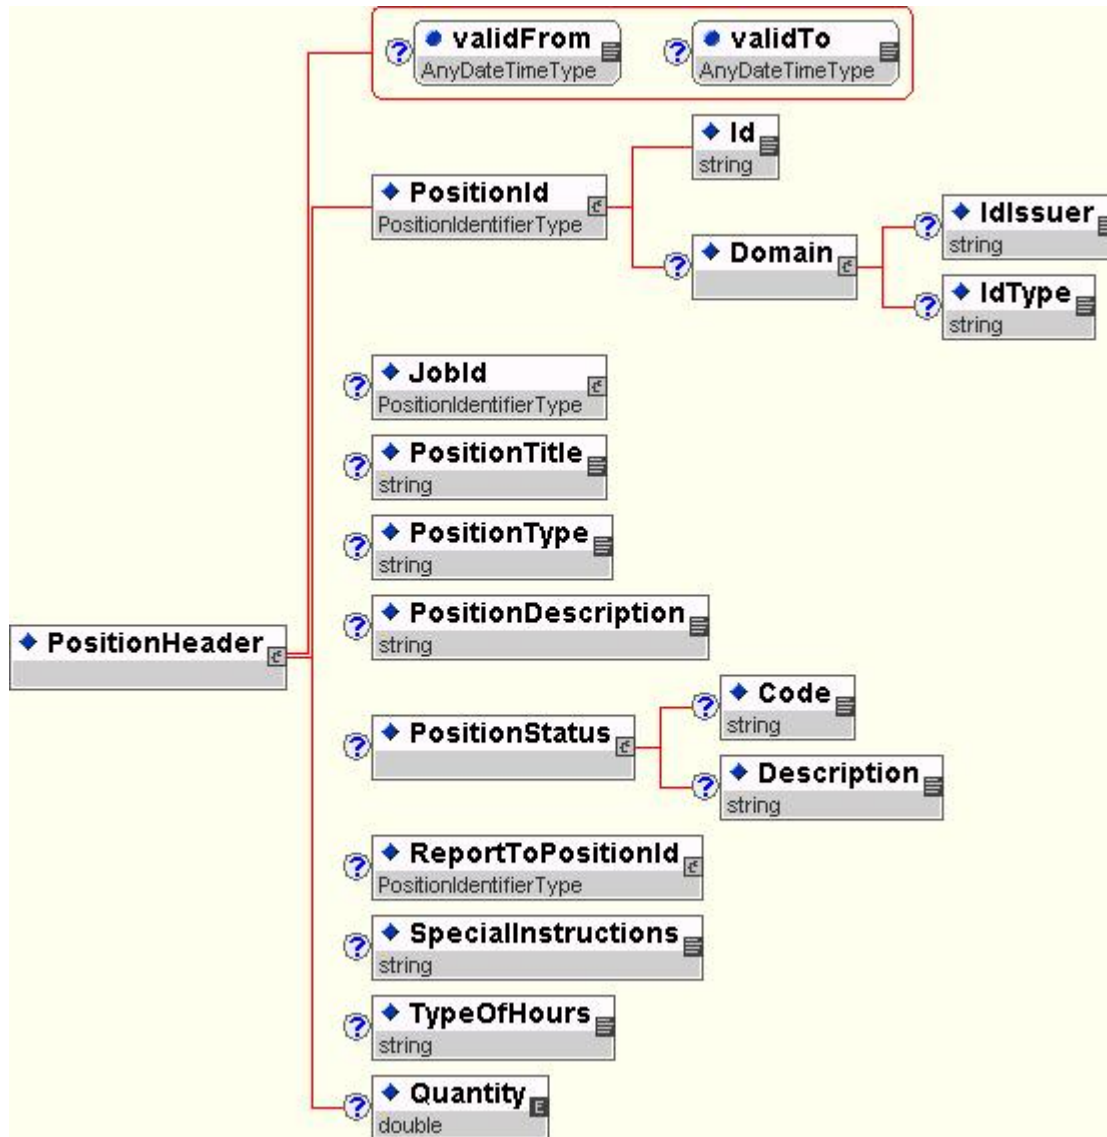 validFrom
AnyDateTimeType
validTo
AnyDateTimeType
Id
string
PositionId
PositionIdentifierType
IdIssuer
string
Domain
IdType
string
JobId
PositionIdentifierType
PositionTitle
string
PositionType
string
PositionDescription
string
PositionHeader
Code
string
PositionStatus
Description
string
ReportToPositionId
PositionIdentifierType
SpecialInstructions
string
TypeOfHours
string
Quantity
double